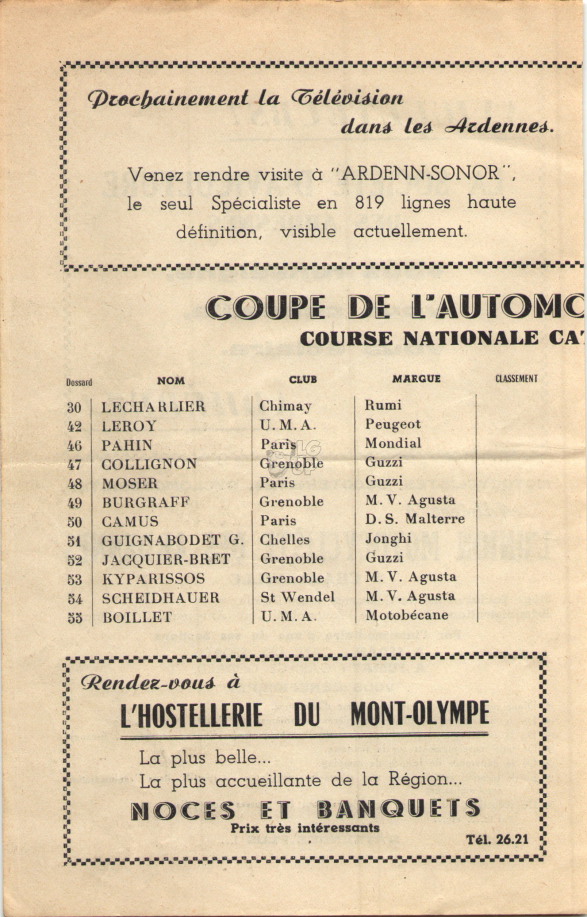 Prochainement la Télévision
dans les Ardennes.
Venez rendre visite à "ARDENN-SONOR",
le seul Spécialiste en 819 lignes haute
définition, visible actuellement.
COUPE DE L'AUTOMO
COURSE NATIONALE CA
Dossard NOM CLUB MARGUE CLASSEMENT
30 LECHARLIER Chimay Rumi
42 LEROY U. M. A. Peugeot
46 PAHIN Paris Mondial
47 COLLIGNON Grenoble Guzzi
48 MOSER Paris Guzzi
49 BURGRAFF Grenoble M. V. Agusta
50 CAMUS Paris D. S. Malterre
51 GUIGNABODET G. Chelles Jonghi
52 JACQUIER-BRET Grenoble Guzzi
53 KYPARISSOS Grenoble M. V. Agusta
54 SCHEIDHAUER St Wendel M. V. Agusta
55 BOILLET U. M. A. Motobécane
Rendez-vous à
L'HOSTELLERIE DU MONT-OLYMPE
La plus belle...
La plus accueillante de la Région...
NOCES ET BANQUETS
Prix très intéressants
Tél. 26.21